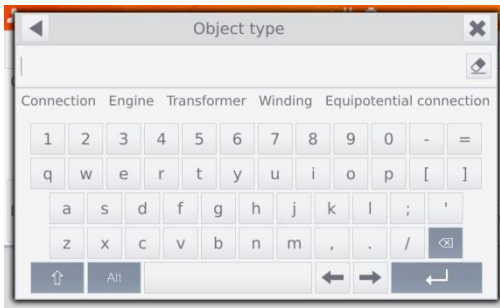 Object type
Connection Engine Transformer Winding Equipotential connection
1 2 3 4 5 6 7 8 9 0 - =
q w e r t y u i o p [ ]
a s d f g h j k l ; '
z x c v b n m , . /
Alt